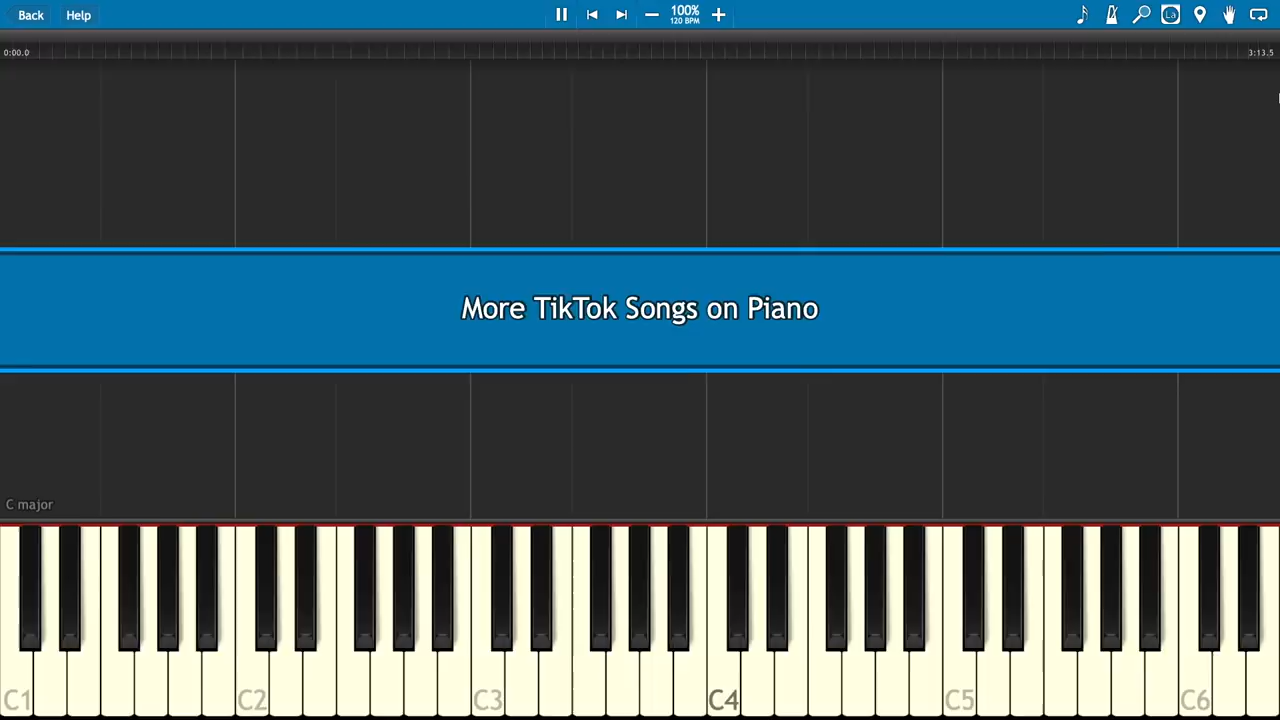 Back Help 100%
120 BPM
La
0:00.0 3:13.5
More TikTok Songs on Piano
C major
C1 C2 C3 C4 C5 C6